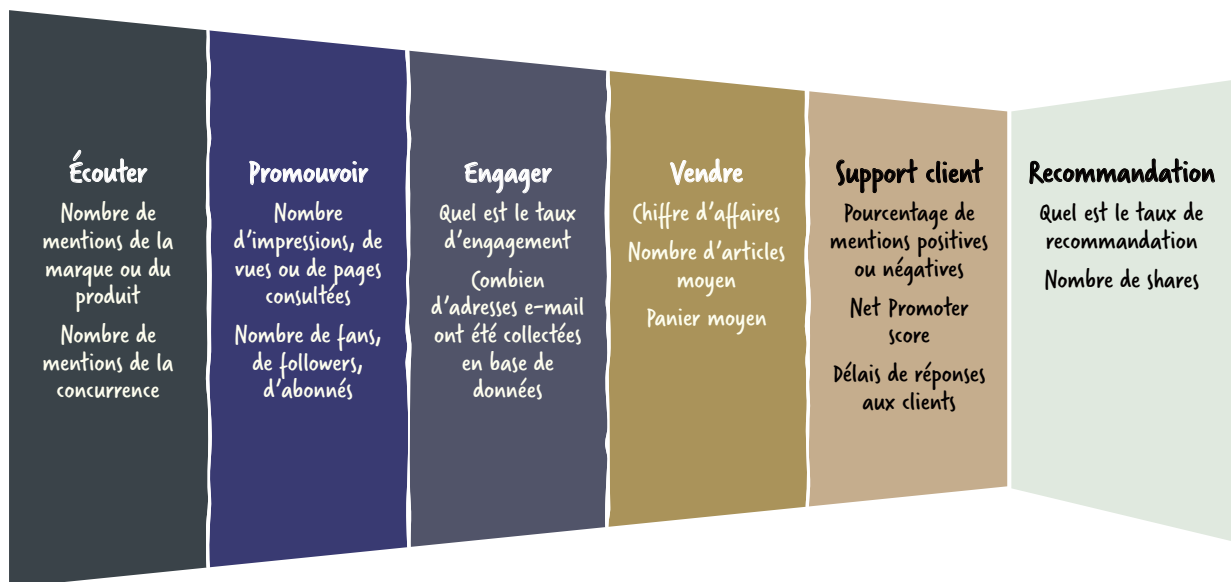 Écouter
Nombre de
mentions de la
marque ou du
produit
Nombre de
mentions de la
concurrence
Promouvoir
Nombre
d'impressions, de
vues ou de pages
consultées
Nombre de fans,
de followers,
d'abonnés
Engager
Quel est le taux
d'engagement
Combien
d'adresses e-mail
ont été collectées
en base de
données
Vendre
Chiffre d'affaires
Nombre d'articles
moyen
Panier moyen
Support client
Pourcentage de
mentions positives
ou négatives
Net Promoter
score
Délais de réponses
aux clients
Recommandation
Quel est le taux de
recommandation
Nombre de shares